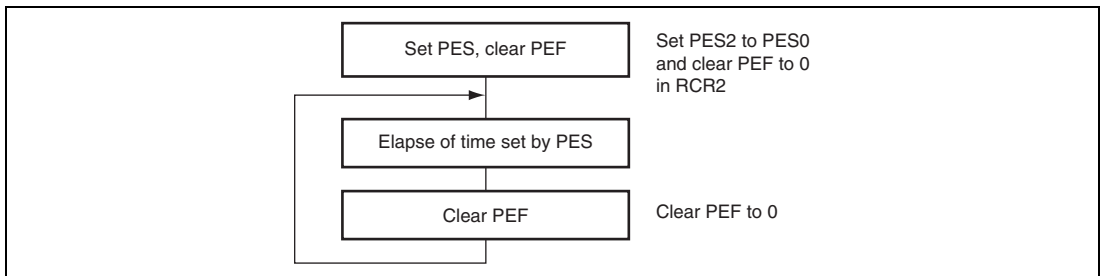 Set PES, clear PEF
Set PES2 to PES0
and clear PEF to 0
in RCR2
Elapse of time set by PES
Clear PEF
Clear PEF to 0